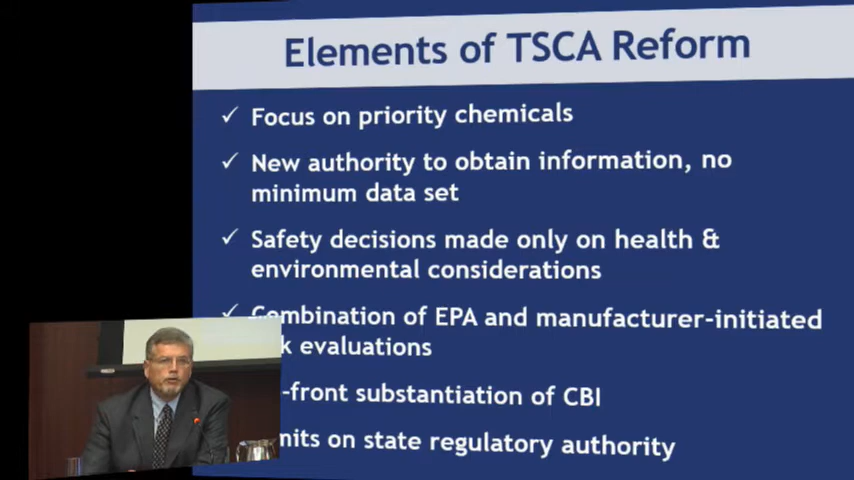 Elements of TSCA Reform
✓ Focus on priority chemicals
✓ New authority to obtain information, no
minimum data set
✓ Safety decisions made only on health &
environmental considerations
✓ Combination of EPA and manufacturer-initiated
k evaluations
-front substantiation of CBI
nits on state regulatory authority